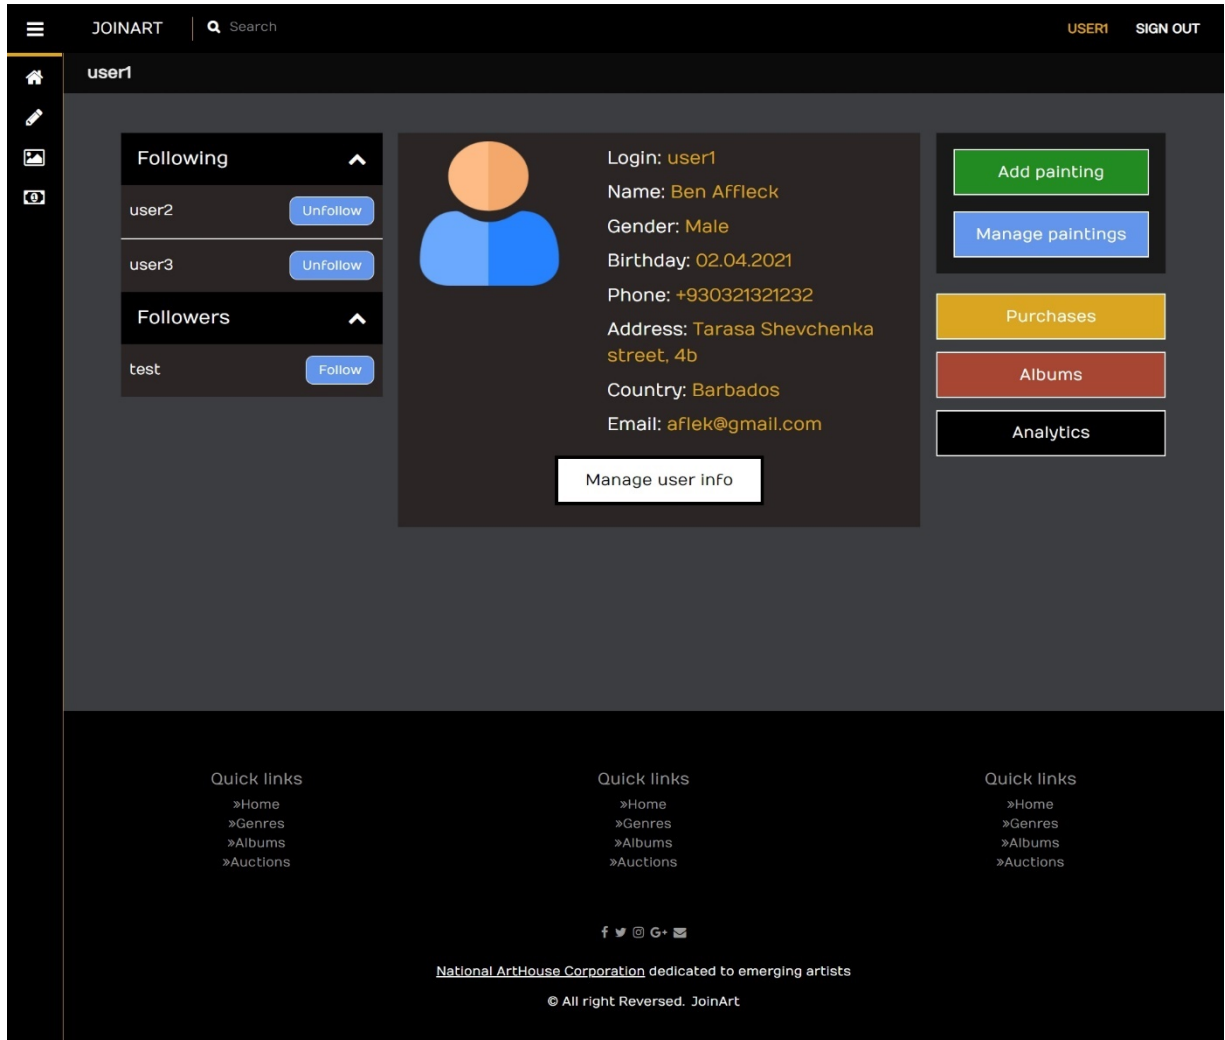 JOINART Search USER1 SIGN OUT
user1
Following
user2 Unfollow
user3 Unfollow
Followers
test Follow
Login: user1
Name: Ben Affleck
Gender: Male
Birthday: 02.04.2021
Phone: +930321321232
Address: Tarasa Shevchenka
street, 4b
Country: Barbados
Email: aflek@gmail.com
Manage user info
Add painting
Manage paintings
Purchases
Albums
Analytics
Quick links
»Home
»Genres
»Albums
»Auctions
Quick links
»Home
»Genres
»Albums
»Auctions
Quick links
»Home
»Genres
»Albums
»Auctions
National ArtHouse Corporation dedicated to emerging artists
© All right Reversed. JoinArt